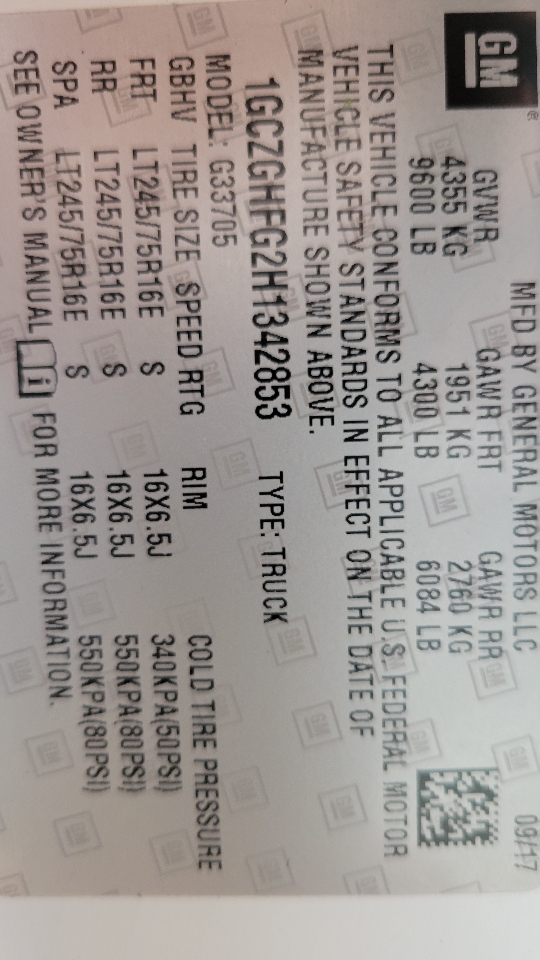 GM®
MFD BY GENERAL MOTORS LLC 09/17
GVWR GAWR FRT GAWR RR
4355 KG 1951 KG 2760 KG
9600 LB 4300 LB 6084 LB
THIS VEHICLE CONFORMS TO ALL APPLICABLE U.S. FEDERAL MOTOR
VEHICLE SAFETY STANDARDS IN EFFECT ON THE DATE OF
MANUFACTURE SHOWN ABOVE.
1GCZGHFG2H1342853 TYPE: TRUCK
MODEL: G33705
GBHV TIRE SIZE SPEED RTG RIM COLD TIRE PRESSURE
FRT LT245/75R16E S 16X6.5J 340KPA(50PSI)
RR LT245/75R16E S 16X6.5J 550KPA(80PSI)
SPA LT245/75R16E S 16X6.5J 550KPA(80PSI)
SEE OWNER'S MANUAL i FOR MORE INFORMATION.